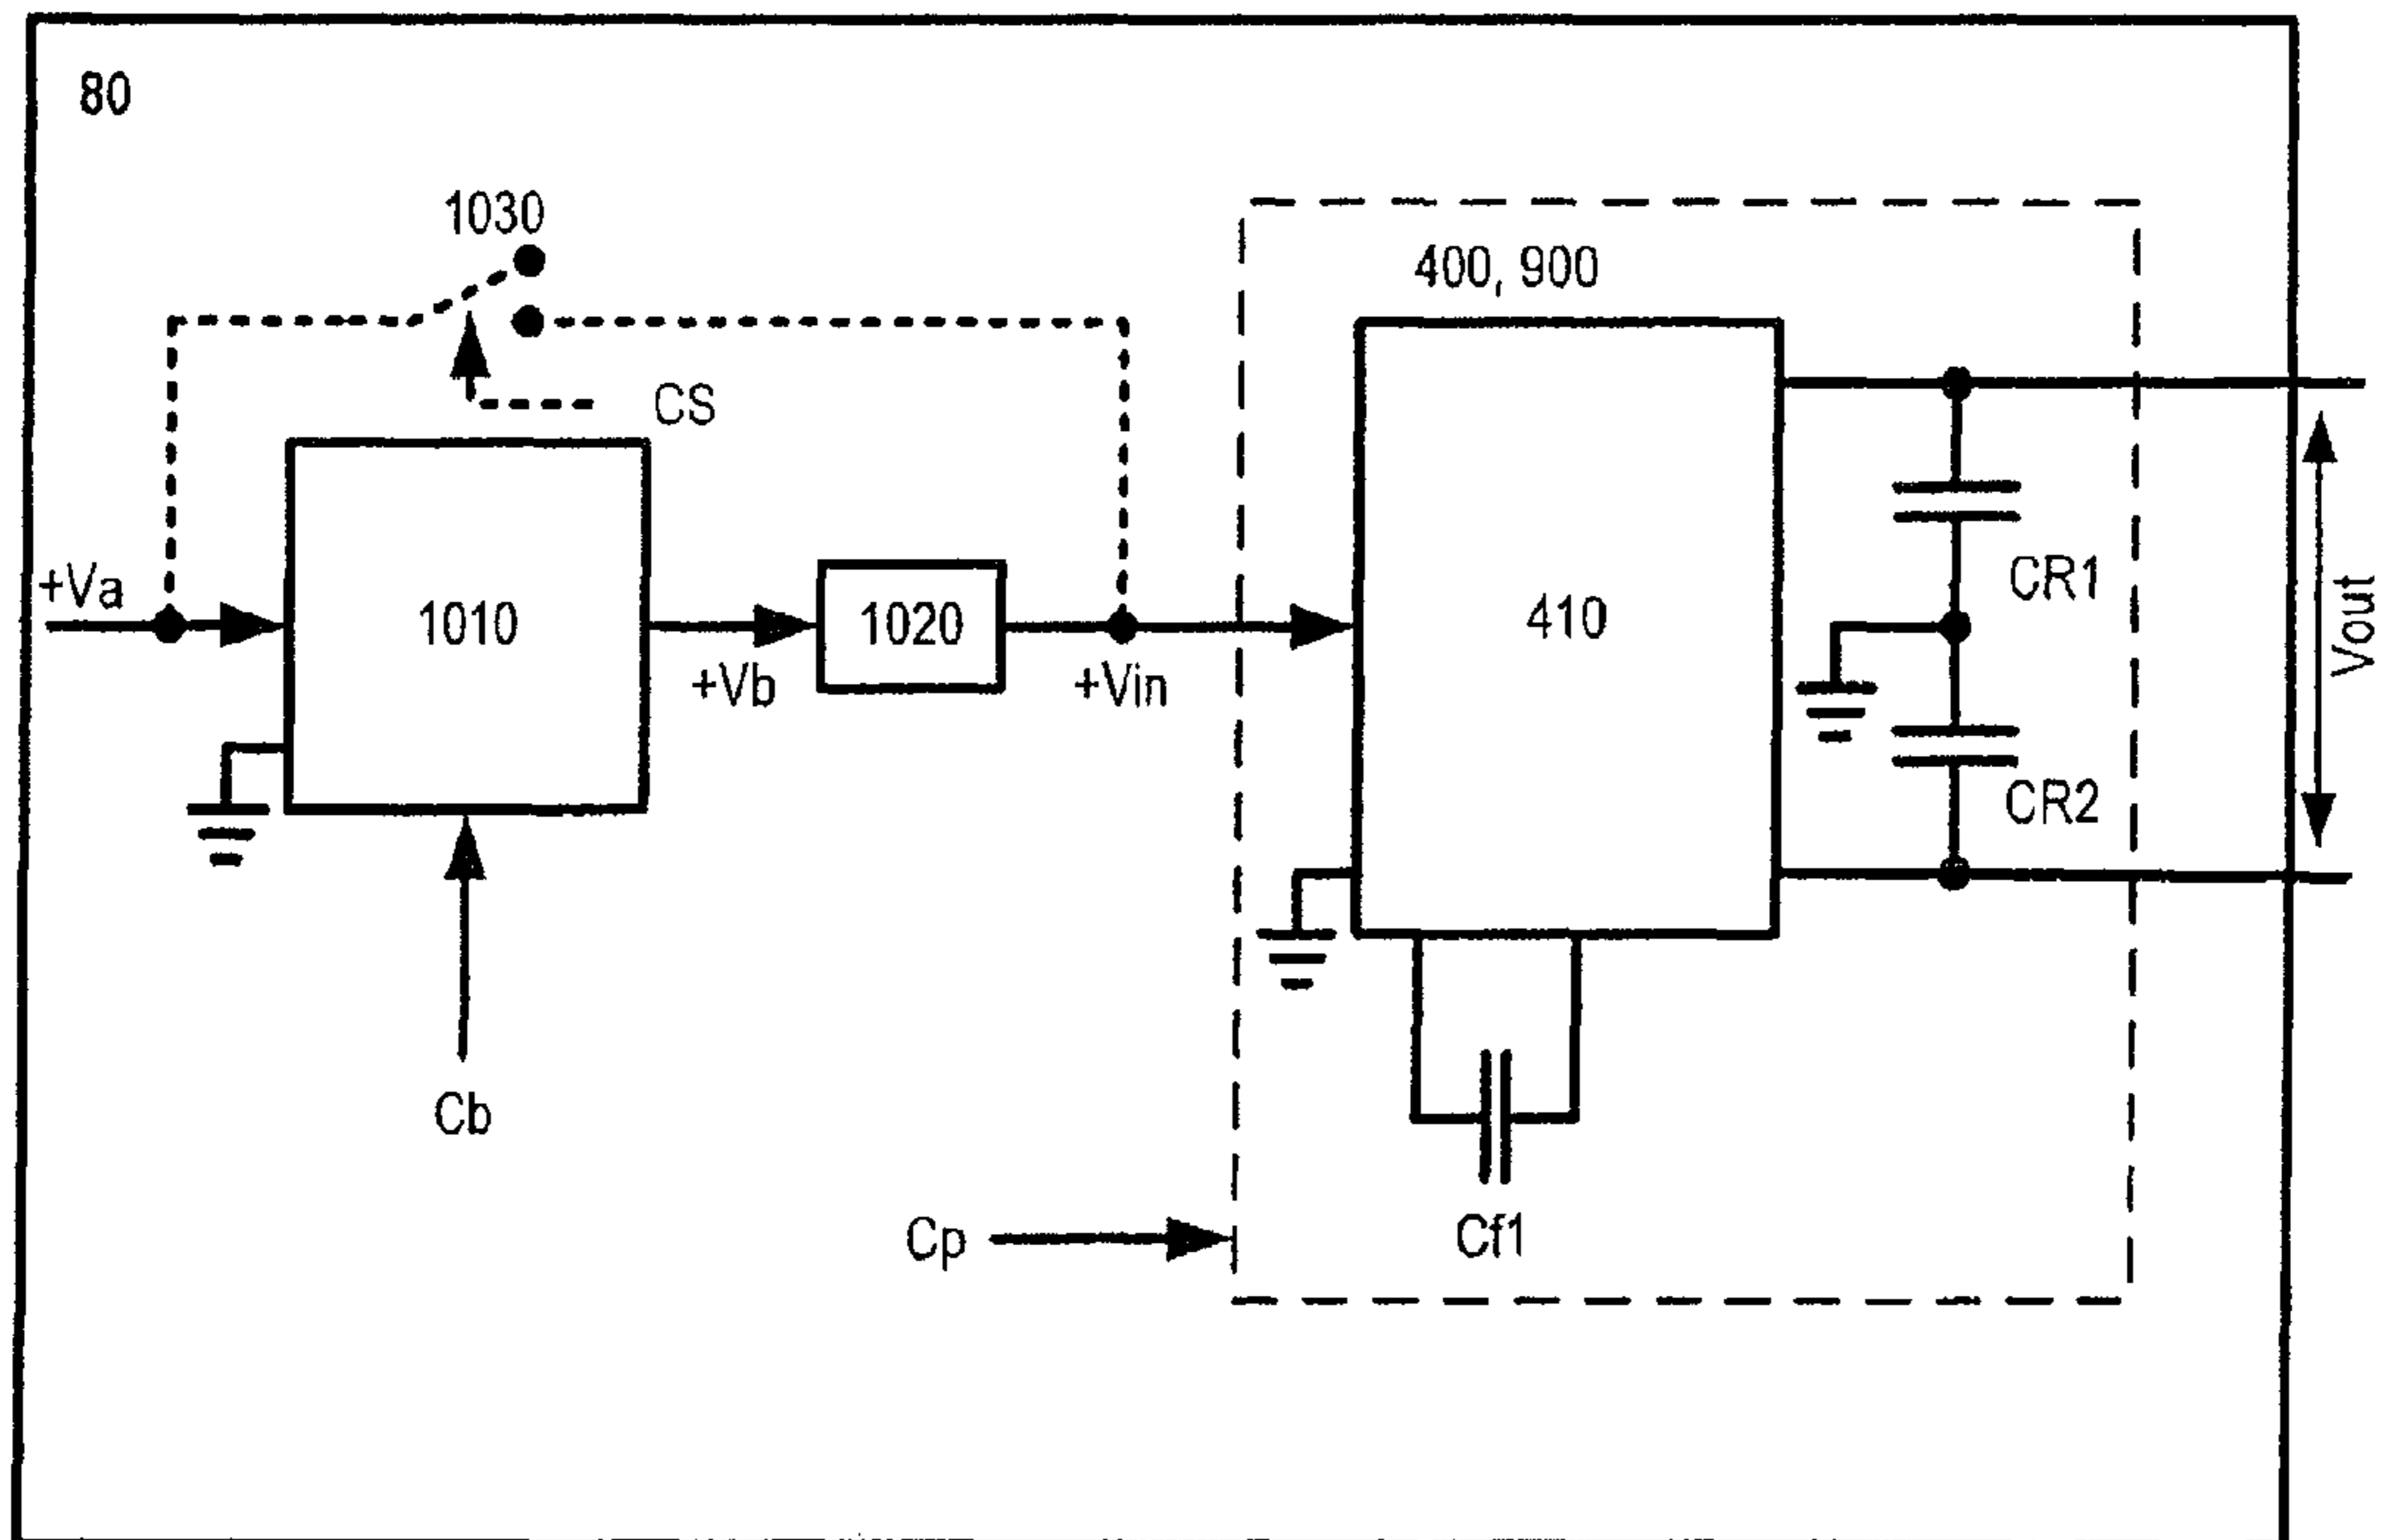 80
1030
400, 900
CS
+Va
1010
1020
410
CR1
Vout
+Vb
+Vin
CR2
Cb
Cp
Cf1